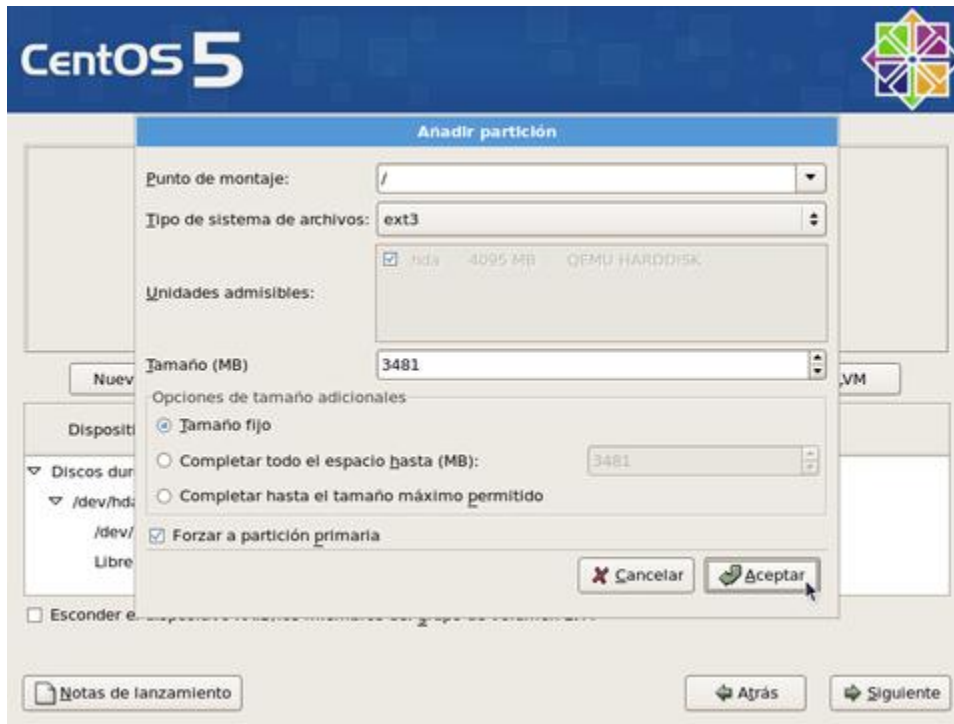 CentOS 5
Añadir partición
Punto de montaje: /
Tipo de sistema de archivos: ext3
hda 4095 MB QEMU HARDDISK
Unidades admisibles:
Tamaño (MB) 3481
Nuev VM
Opciones de tamaño adicionales
Dispositi
Tamaño fijo
Completar todo el espacio hasta (MB): 3481
Discos dur
Completar hasta el tamaño máximo permitido
/dev/hda
/dev/
Forzar a partición primaria
Libre
Cancelar Aceptar
Esconder e
Notas de lanzamiento Atrás Siguiente